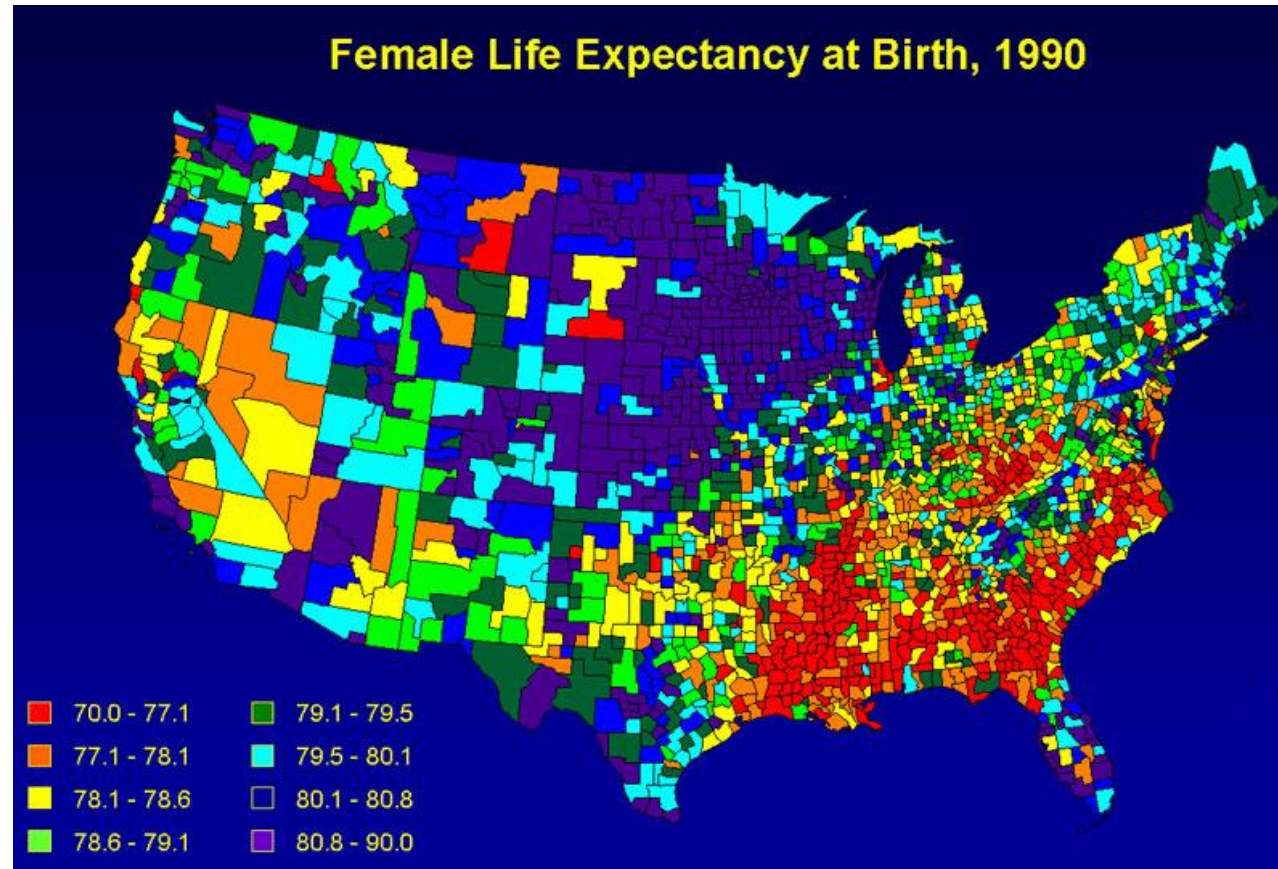 Female Life Expectancy at Birth, 1990
70.0 - 77.1
77.1 - 78.1
78.1 - 78.6
78.6 - 79.1
79.1 - 79.5
79.5 - 80.1
80.1 - 80.8
80.8 - 90.0